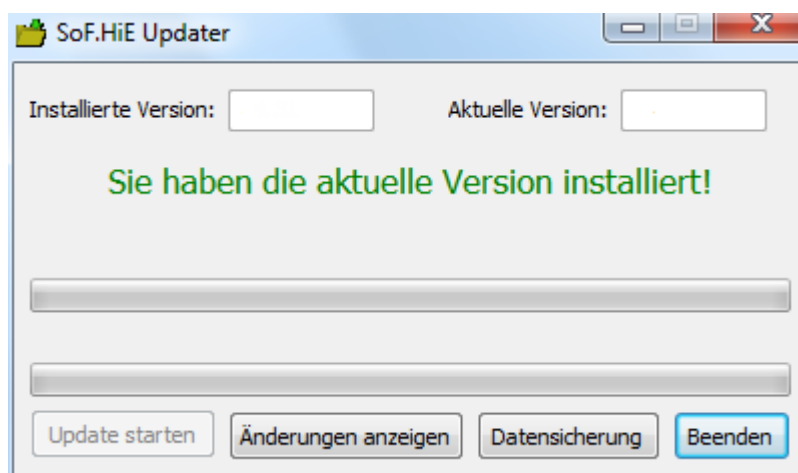 SoF.HiE Updater
Installierte Version: Aktuelle Version:
Sie haben die aktuelle Version installiert!
Update starten Änderungen anzeigen Datensicherung Beenden